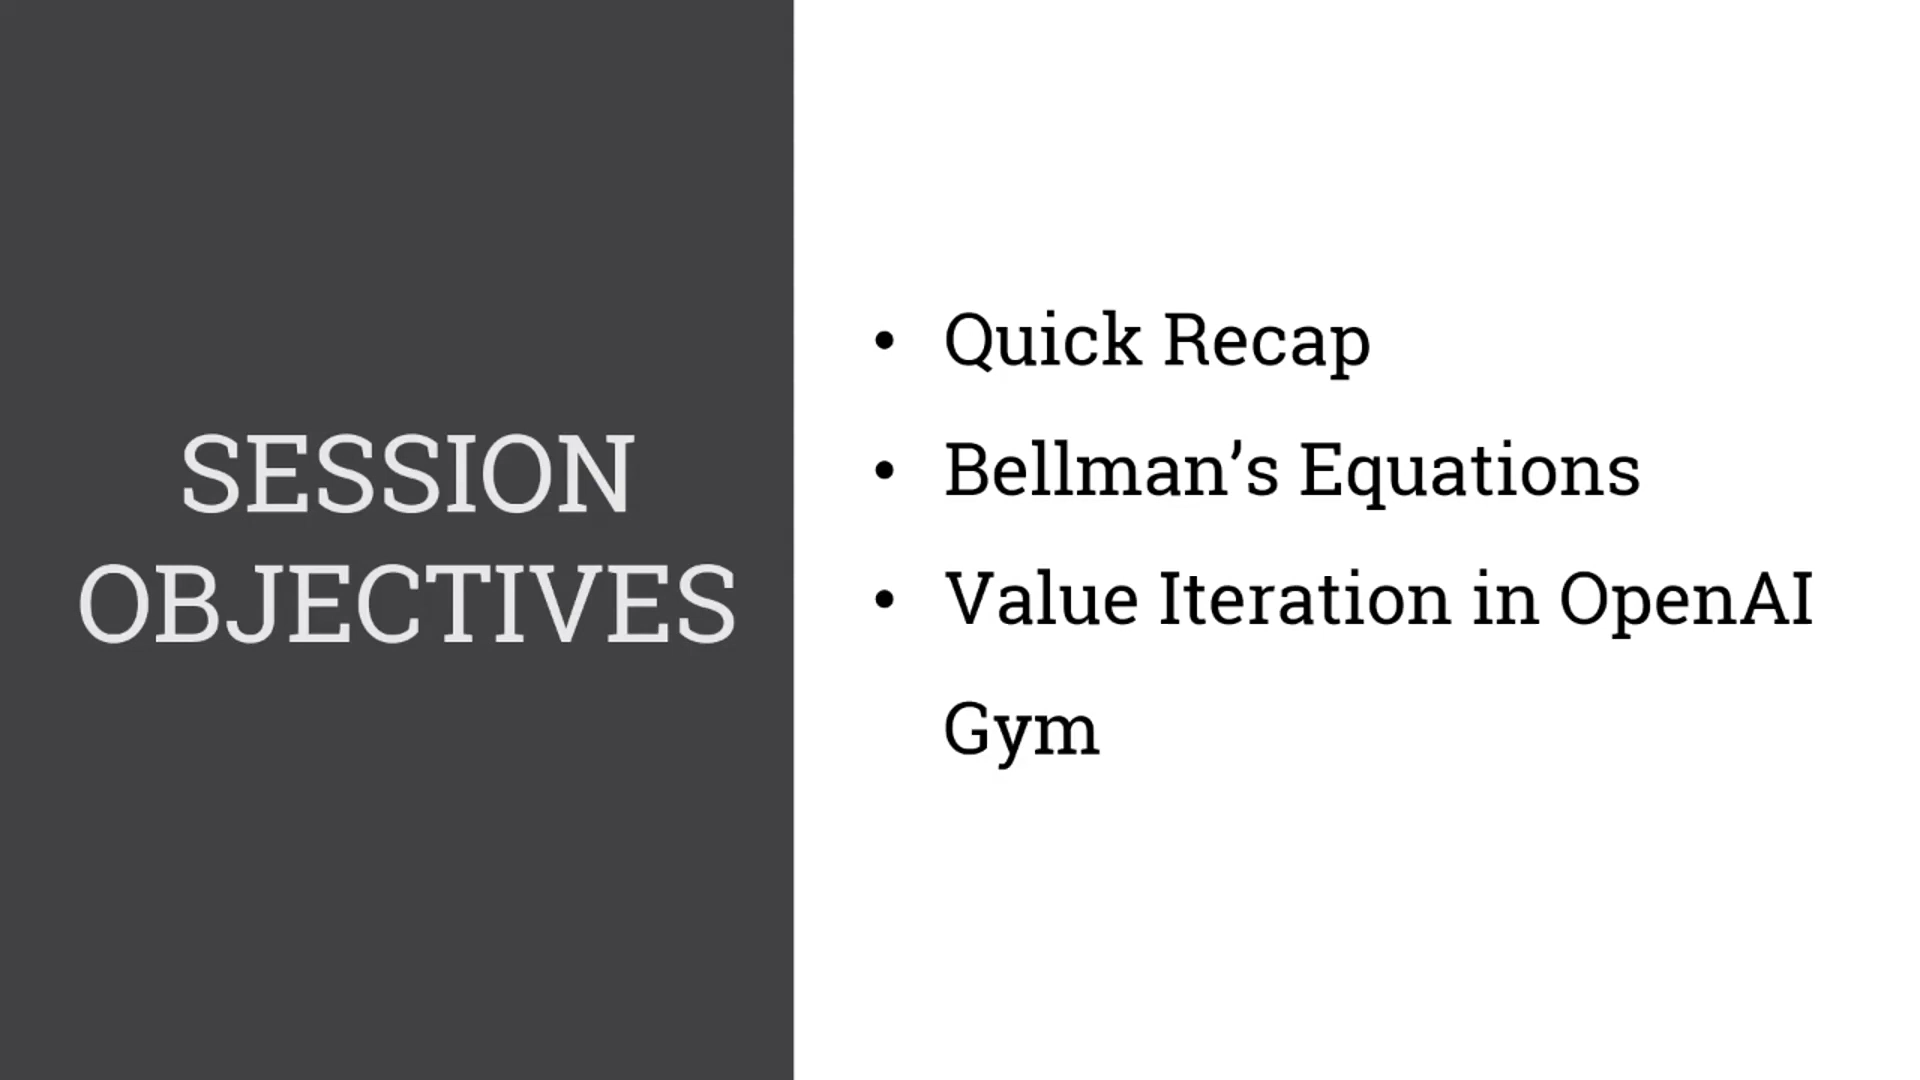 SESSION
OBJECTIVES
• Quick Recap
• Bellman’s Equations
• Value Iteration in OpenAI
Gym